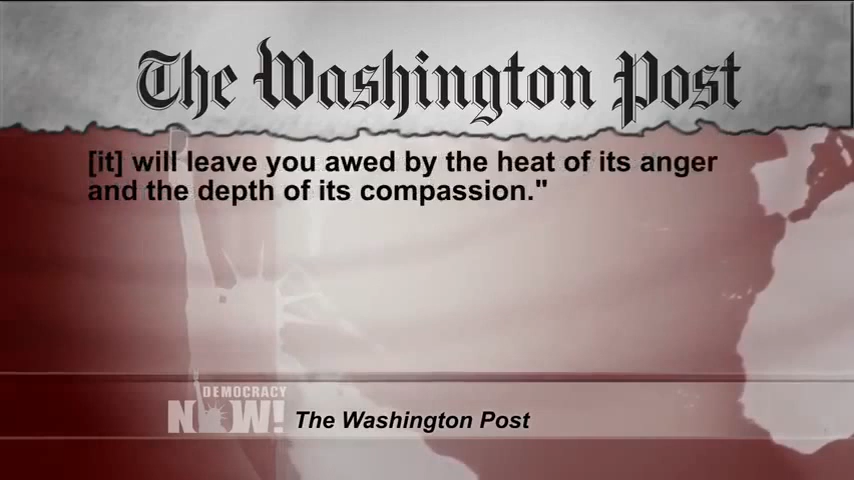 The Washington Post
[it] will leave you awed by the heat of its anger
and the depth of its compassion."
DEMOCRACY
NOW!
The Washington Post